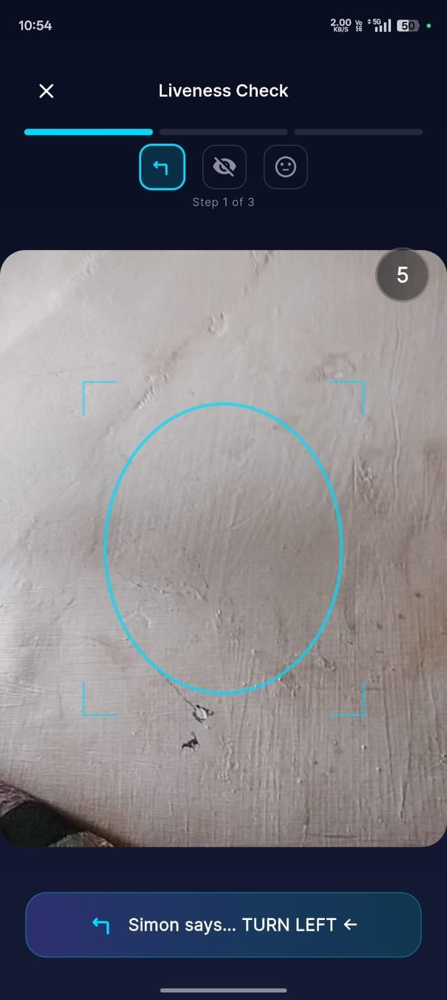 10:54
2.00 KB/S Vo 5G 5G 50
Liveness Check
Step 1 of 3
5
Simon says... TURN LEFT ←